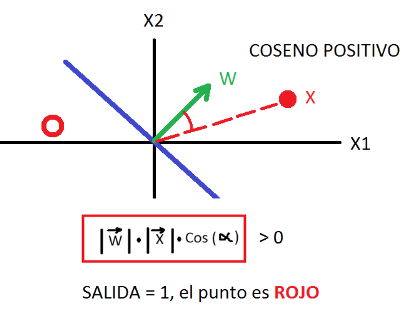 X2
COSENO POSITIVO
W
X
X1
|W|•|X|•Cos(α) > 0
SALIDA = 1, el punto es ROJO